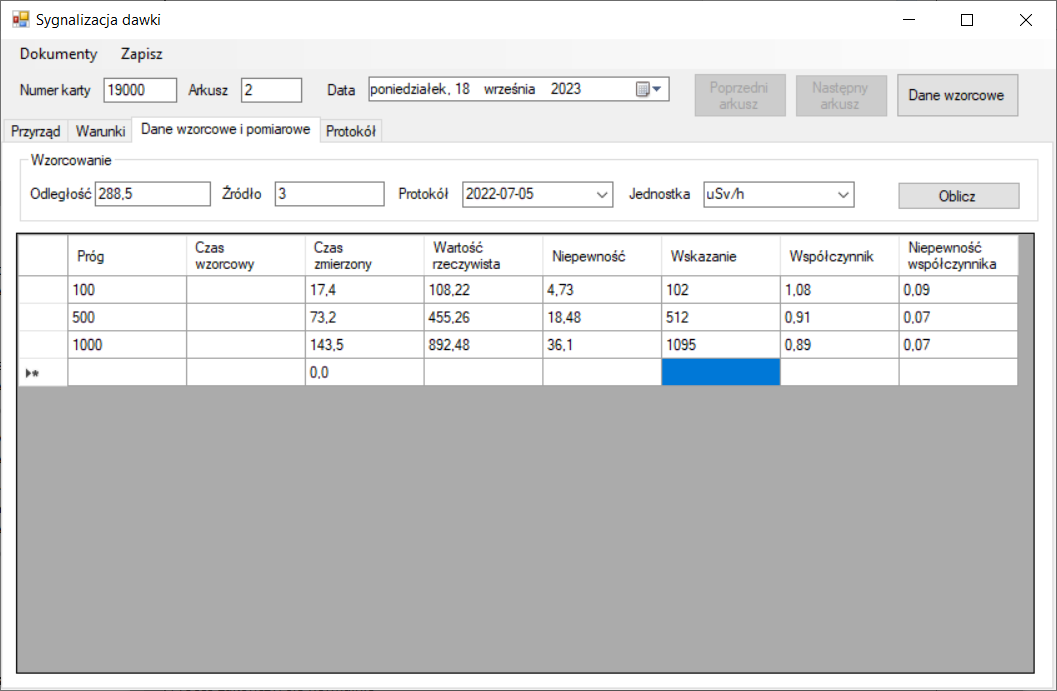 Sygnalizacja dawki
Dokumenty Zapisz
Numer karty 19000 Arkusz 2 Data poniedziałek, 18 września 2023 Poprzedni arkusz Następny arkusz Dane wzorcowe
Przyrząd Warunki Dane wzorcowe i pomiarowe Protokół
Wzorcowanie
Odległość 288,5 Źródło 3 Protokół 2022-07-05 Jednostka uSv/h Oblicz
Próg Czas wzorcowy Czas zmierzony Wartość rzeczywista Niepewność Wskazanie Współczynnik Niepewność współczynnika
100 17,4 108,22 4,73 102 1,08 0,09
500 73,2 455,26 18,48 512 0,91 0,07
1000 143,5 892,48 36,1 1095 0,89 0,07
0,0